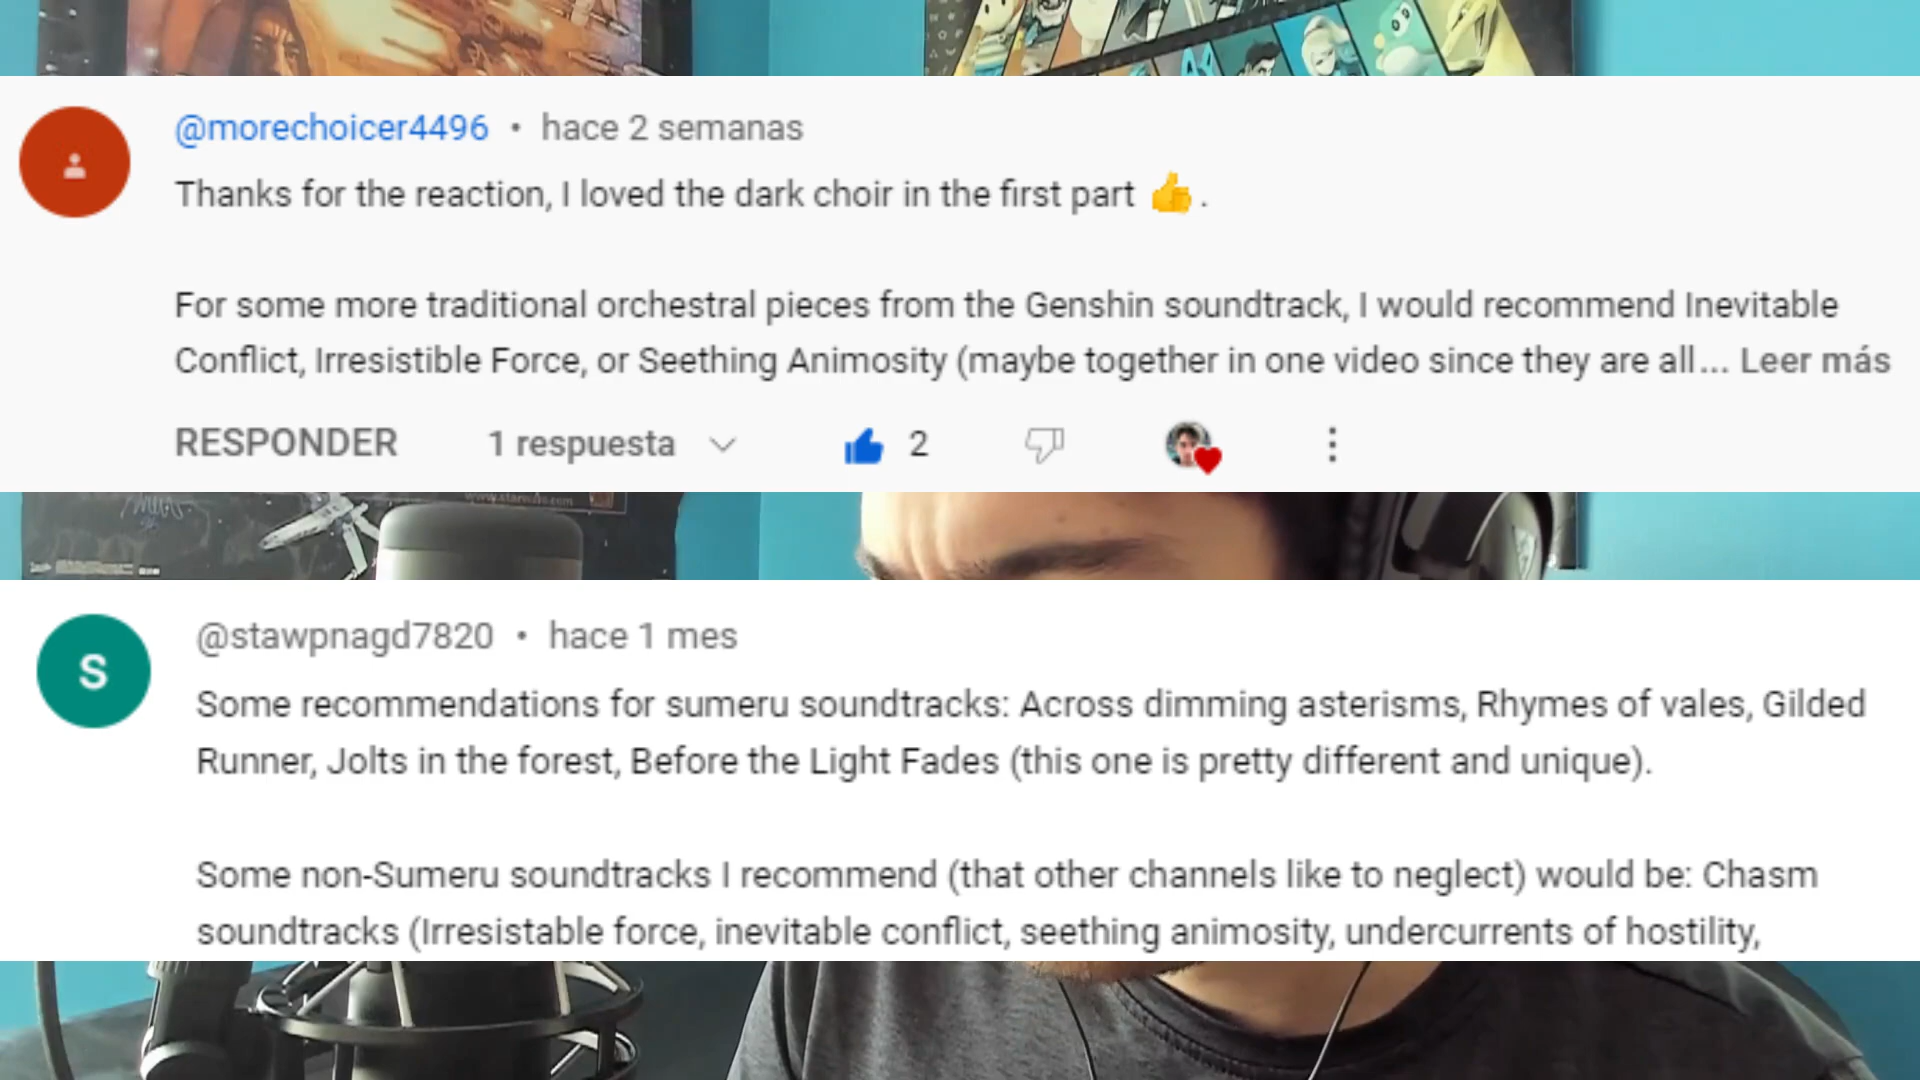 @morechoicer4496 • hace 2 semanas
Thanks for the reaction, I loved the dark choir in the first part 👍.
For some more traditional orchestral pieces from the Genshin soundtrack, I would recommend Inevitable
Conflict, Irresistible Force, or Seething Animosity (maybe together in one video since they are all... Leer más
RESPONDER 1 respuesta 2
@stawpnagd7820 • hace 1 mes
S
Some recommendations for sumeru soundtracks: Across dimming asterisms, Rhymes of vales, Gilded
Runner, Jolts in the forest, Before the Light Fades (this one is pretty different and unique).
Some non-Sumeru soundtracks I recommend (that other channels like to neglect) would be: Chasm
soundtracks (Irresistable force, inevitable conflict, seething animosity, undercurrents of hostility,